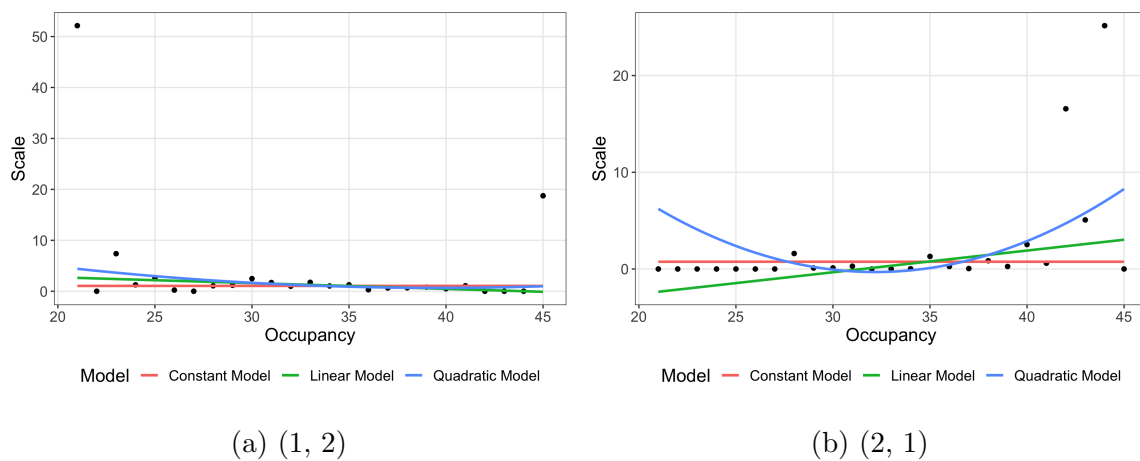 50
40
30
20
10
0
Scale
20 25 30 35 40 45
Occupancy
Model Constant Model Linear Model Quadratic Model
(a) (1, 2)
20
10
0
Scale
20 25 30 35 40 45
Occupancy
Model Constant Model Linear Model Quadratic Model
(b) (2, 1)